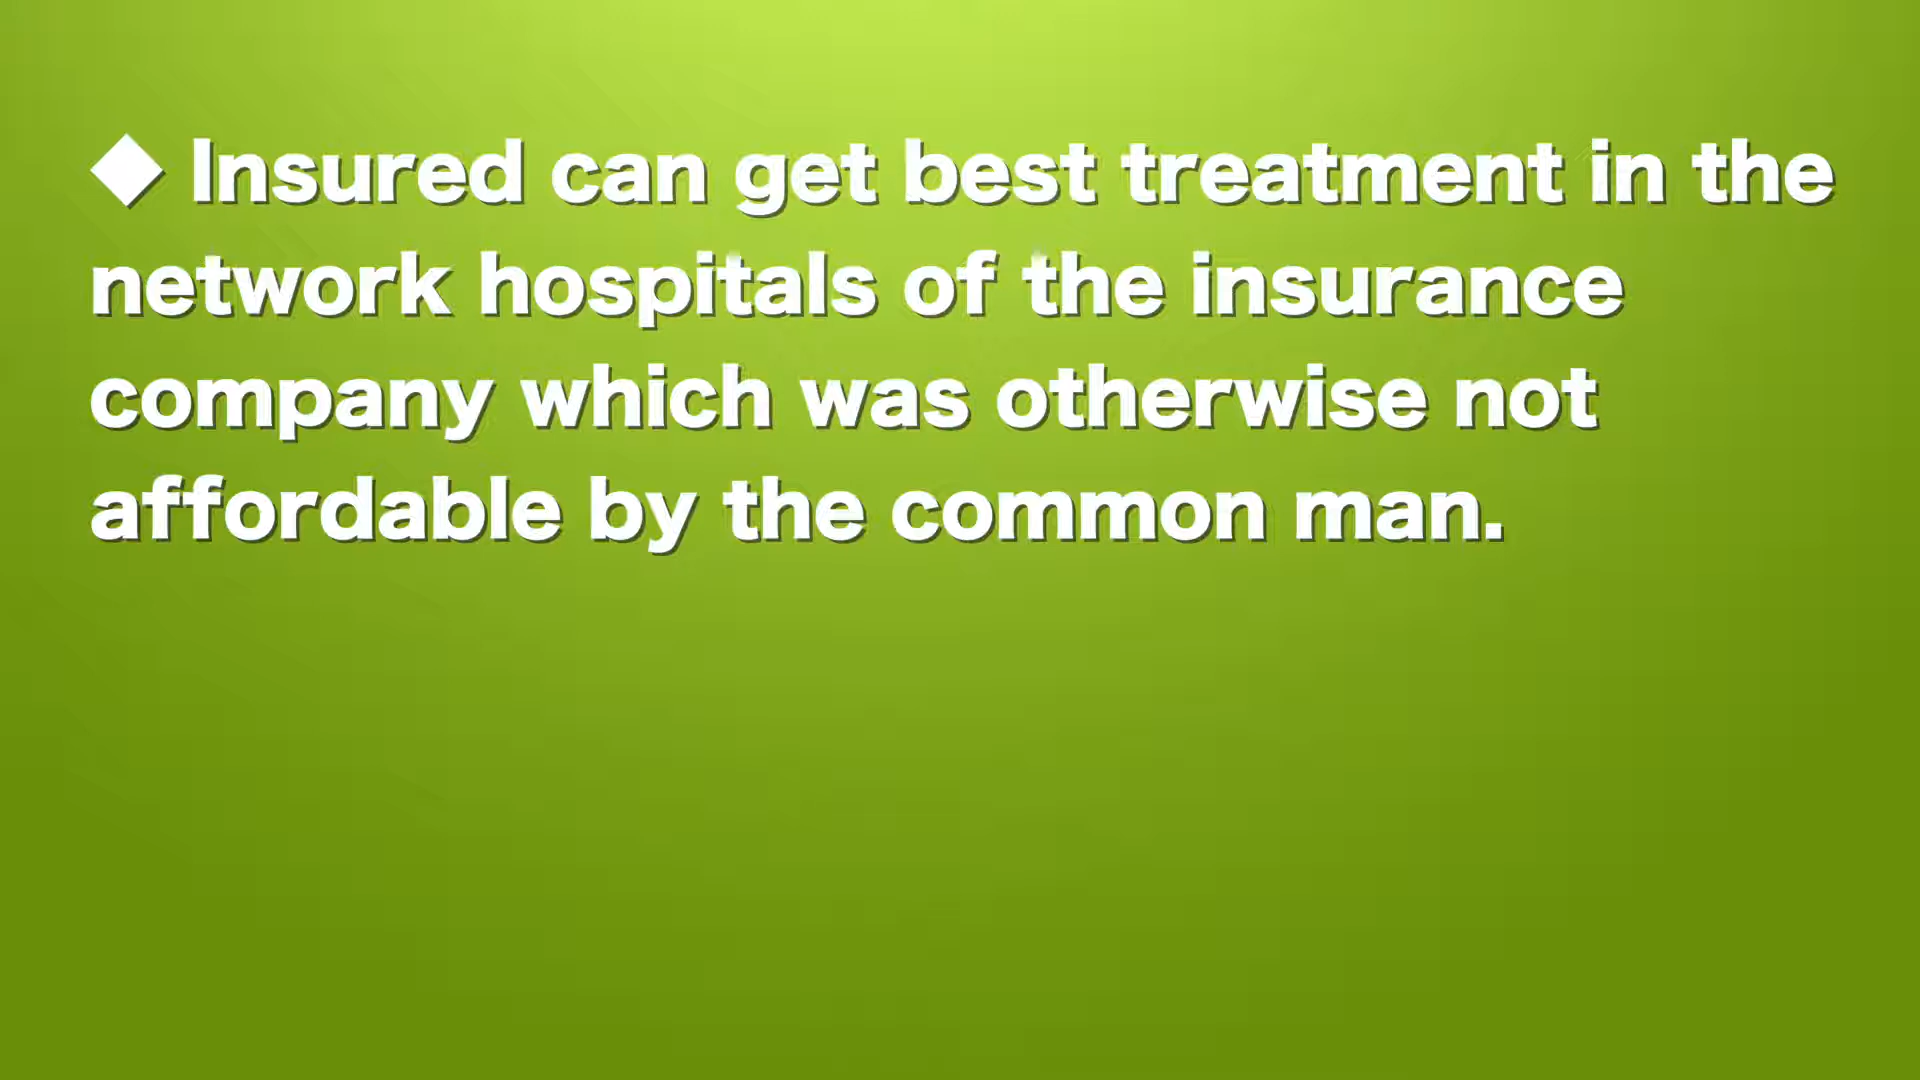 ◆ Insured can get best treatment in the
network hospitals of the insurance
company which was otherwise not
affordable by the common man.